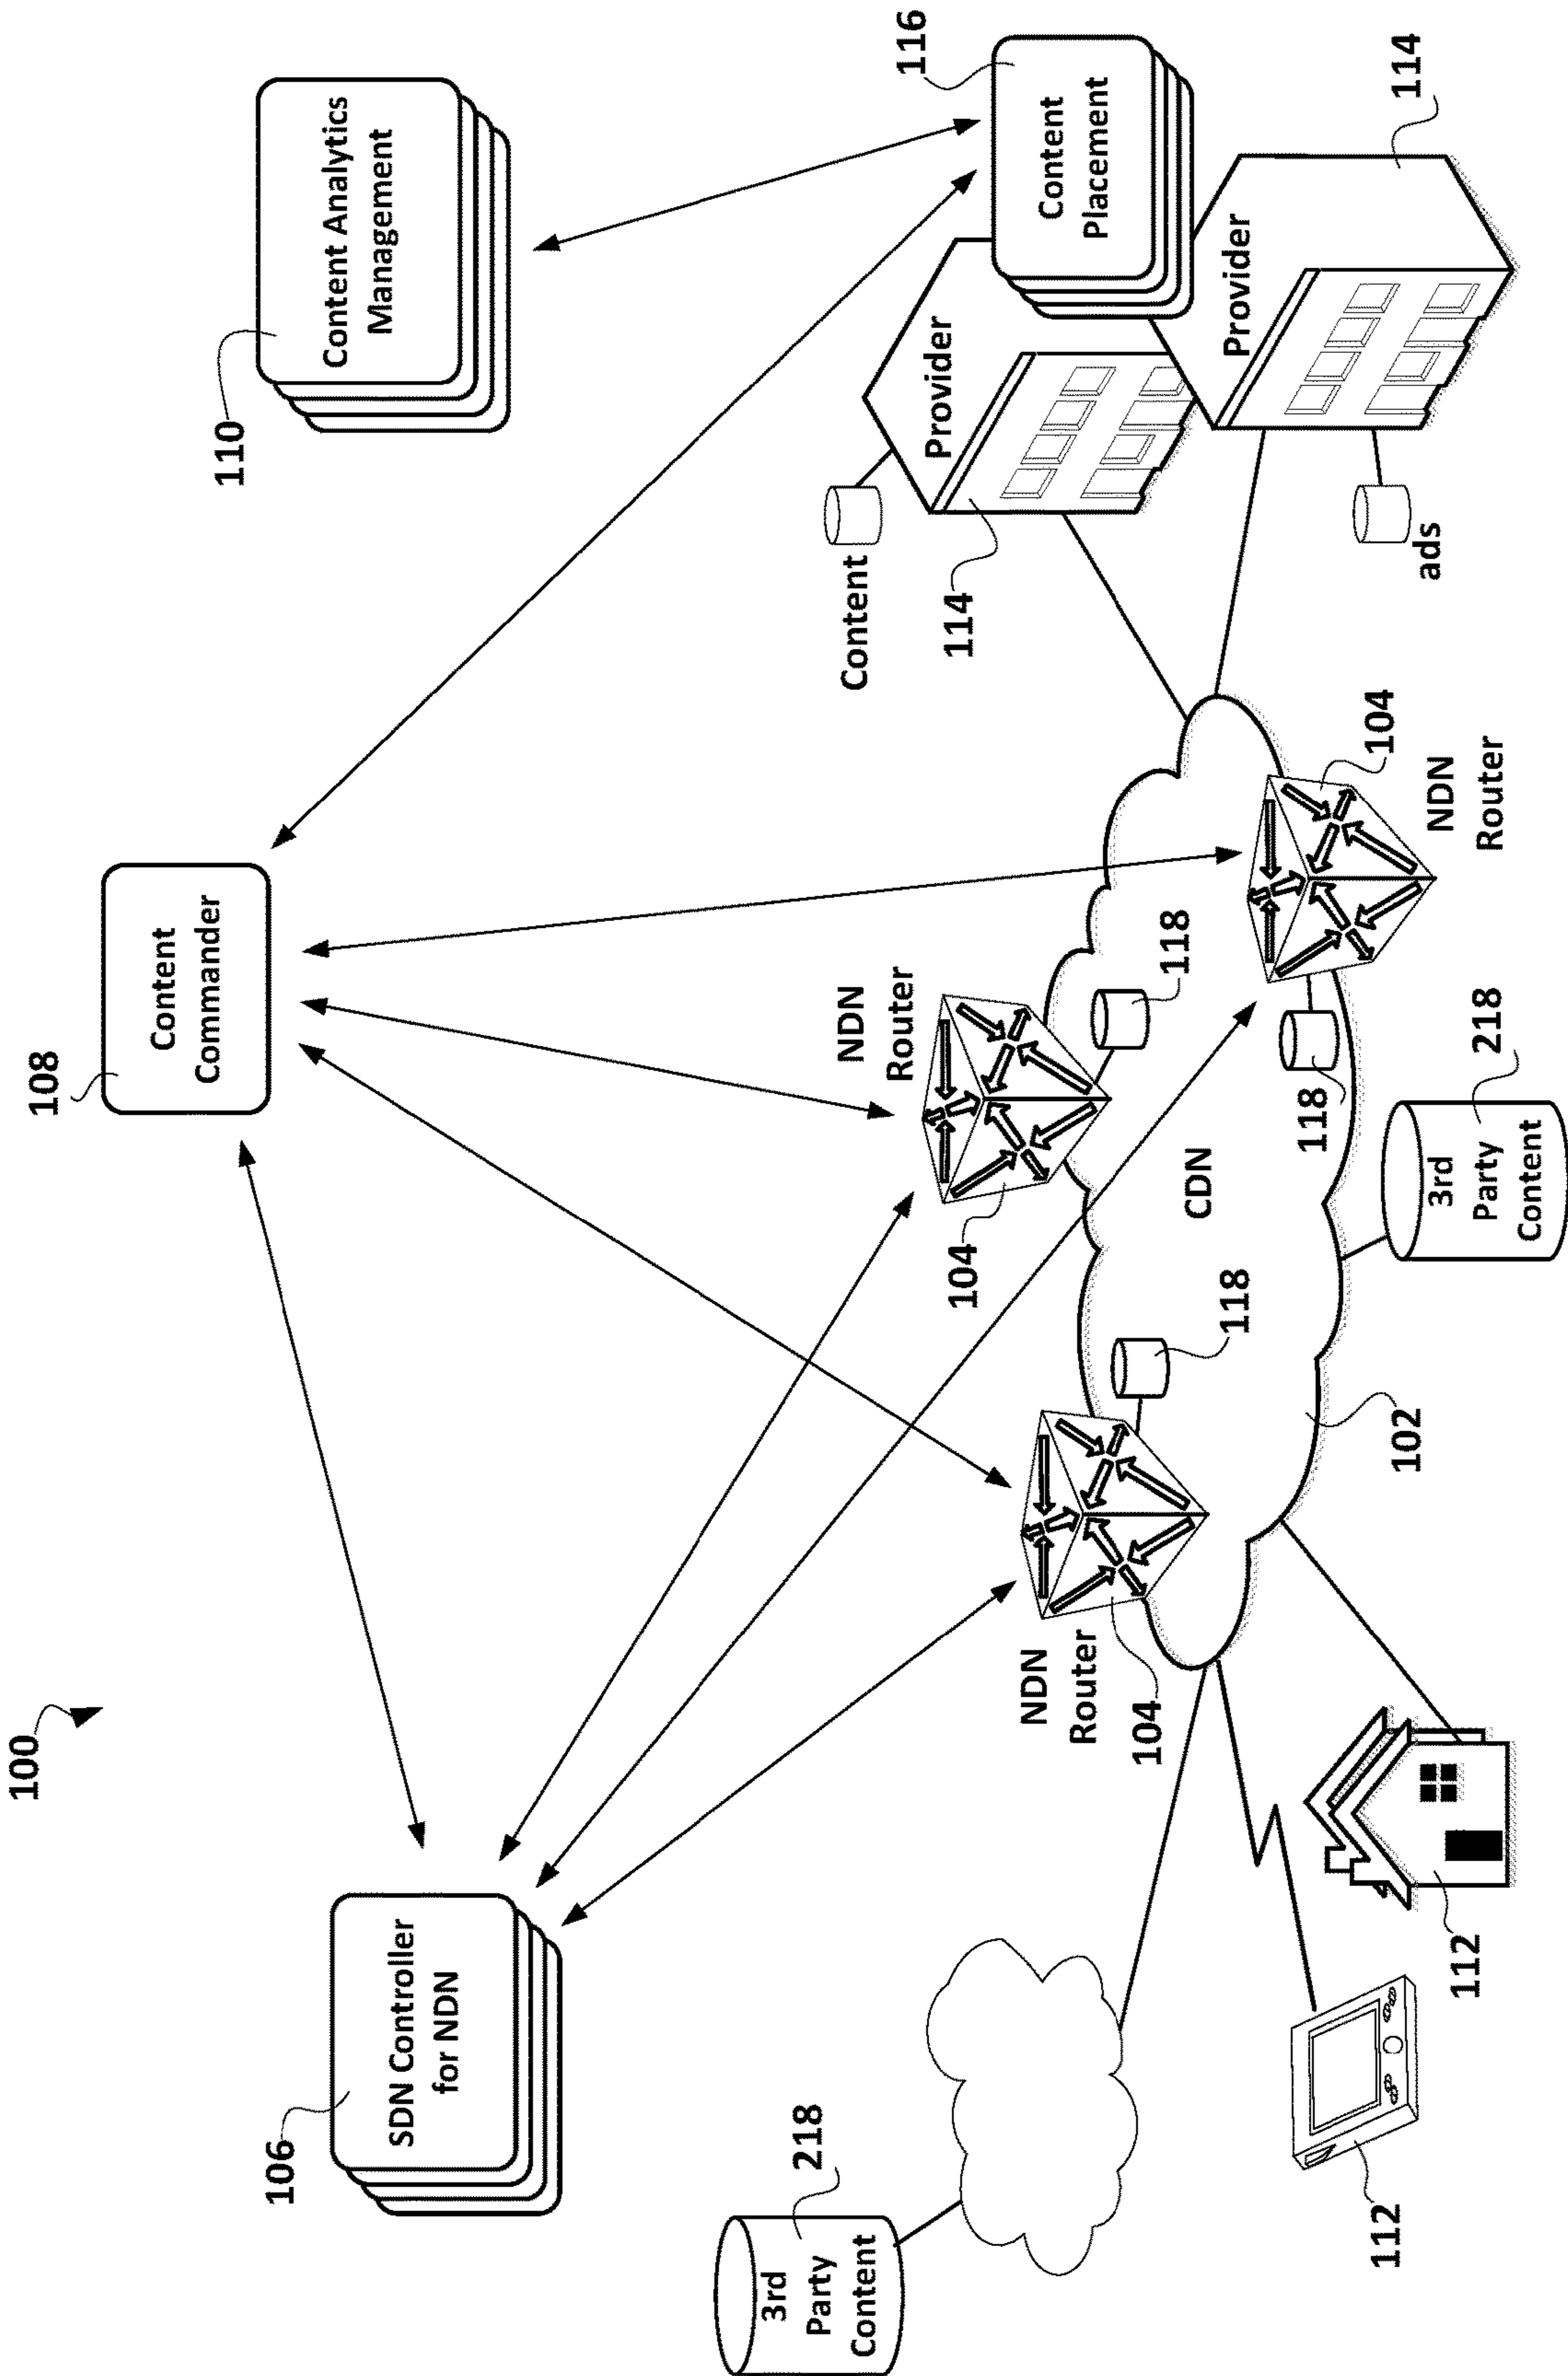 100
108
Content
Commander
110
Content Analytics
Management
106
SDN Controller
for NDN
116
Content
Placement
Content
Provider
114
Provider
114
ads
218
3rd
Party
Content
NDN
Router
104
NDN
Router
104
118
NDN
Router
104
118
118
CDN
102
112
112
218
3rd
Party
Content